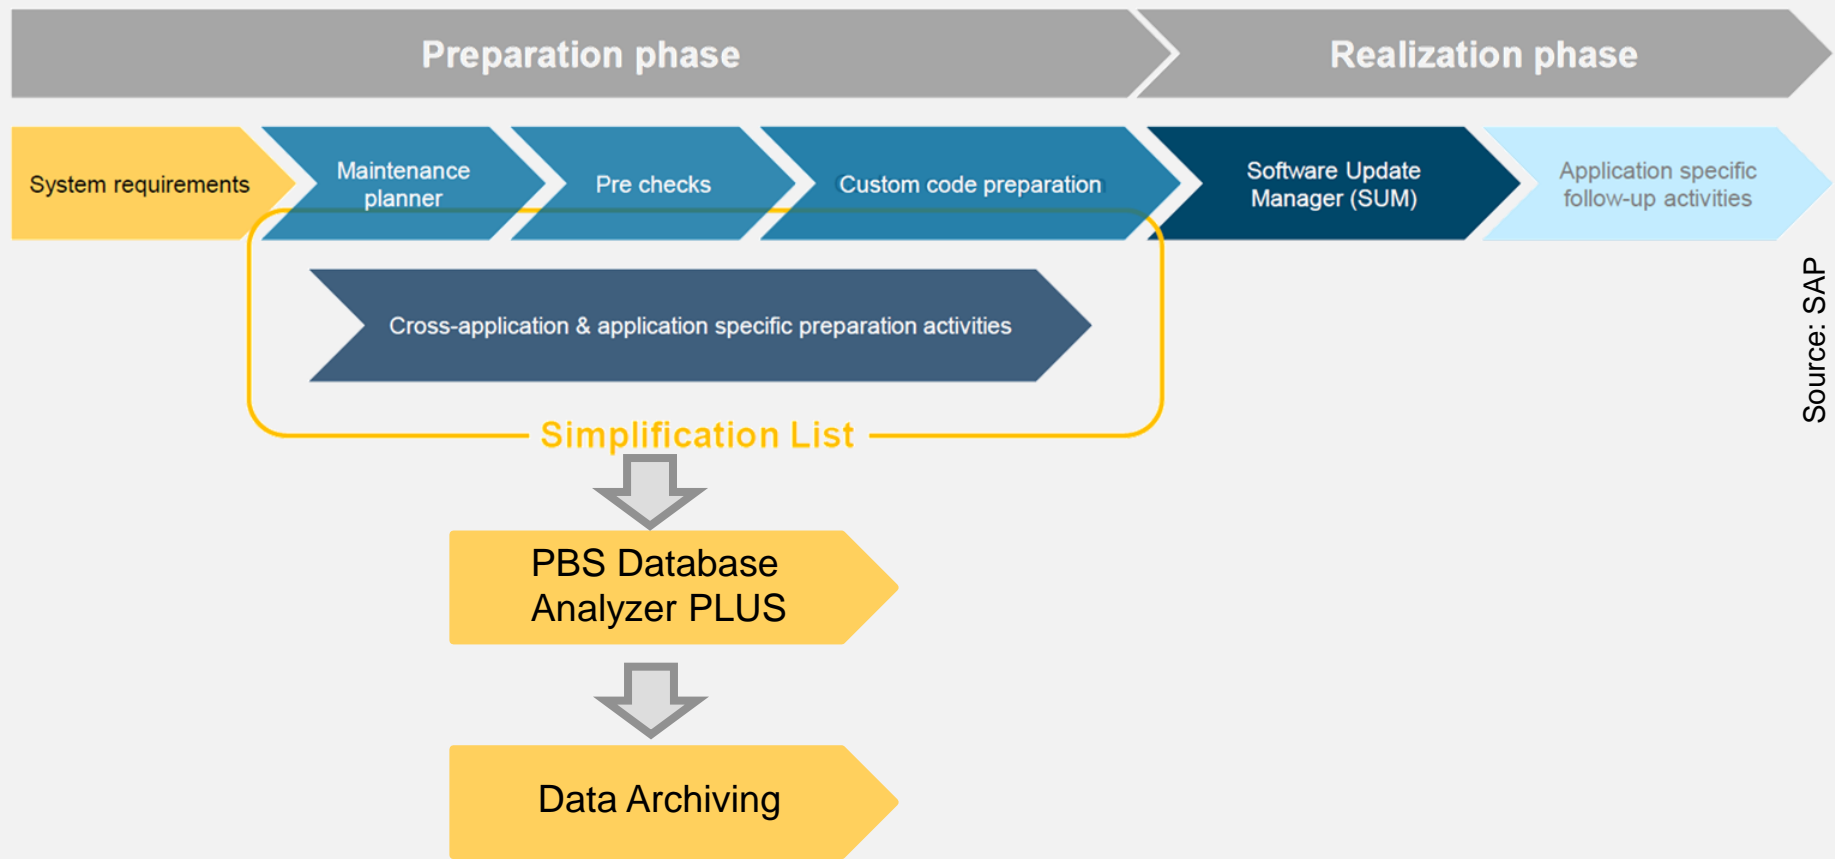 Preparation phase
Realization phase
System requirements
Maintenance
planner
Pre checks
Custom code preparation
Software Update
Manager (SUM)
Application specific
follow-up activities
Cross-application & application specific preparation activities
Simplification List
Source: SAP
PBS Database
Analyzer PLUS
Data Archiving